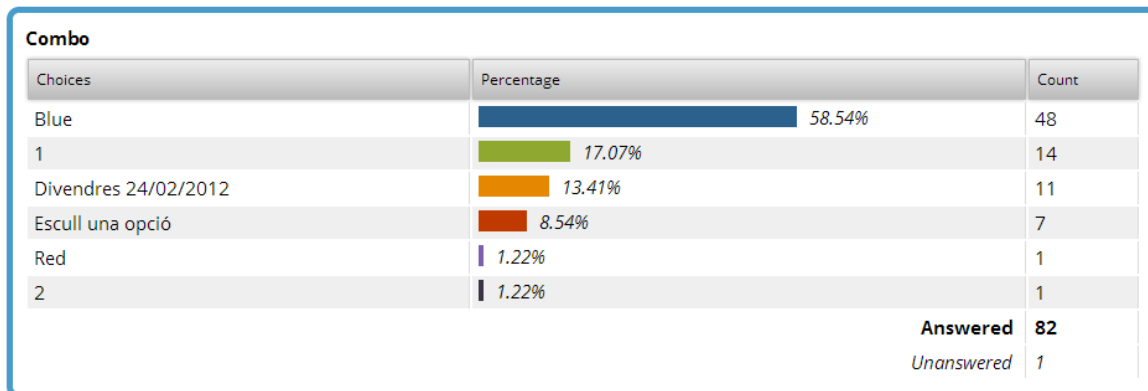 Combo
Choices Percentage Count
Blue 58.54% 48
1 17.07% 14
Divendres 24/02/2012 13.41% 11
Escull una opció 8.54% 7
Red 1.22% 1
2 1.22% 1
Answered 82
Unanswered 1